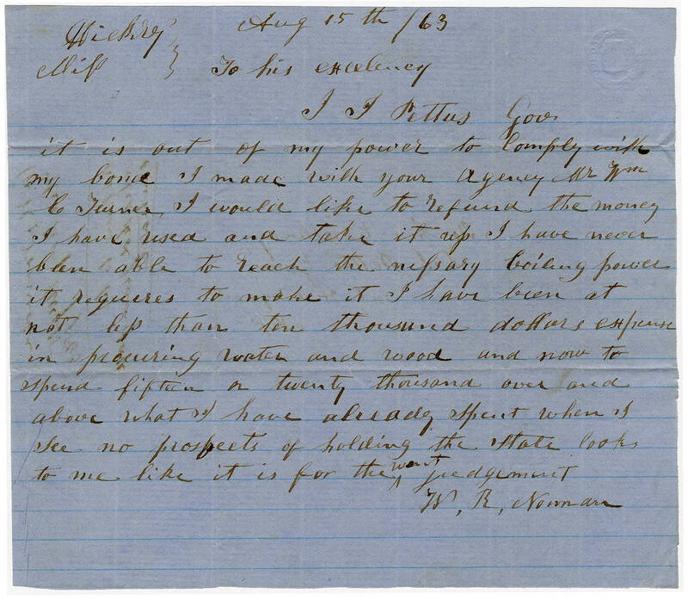 Hickry Aug 15th /63
Miss } To his excelency
J J Pettus Gov
it is out of my power to comply with
my bond I made with your agency Mr Wm
C Turner, I would like to refund the money
I have used and take it up I have never
been able to reach the nessary boiling power
it requeres to make it I have been at
not less than ten thousand dollars expense
in procuring water and wood and now to
spend fifteen or twenty thousand over and
above what I have already spent when I
see no prospects of holding the state looks
to me like it is for the want judgement
W, R, Norman